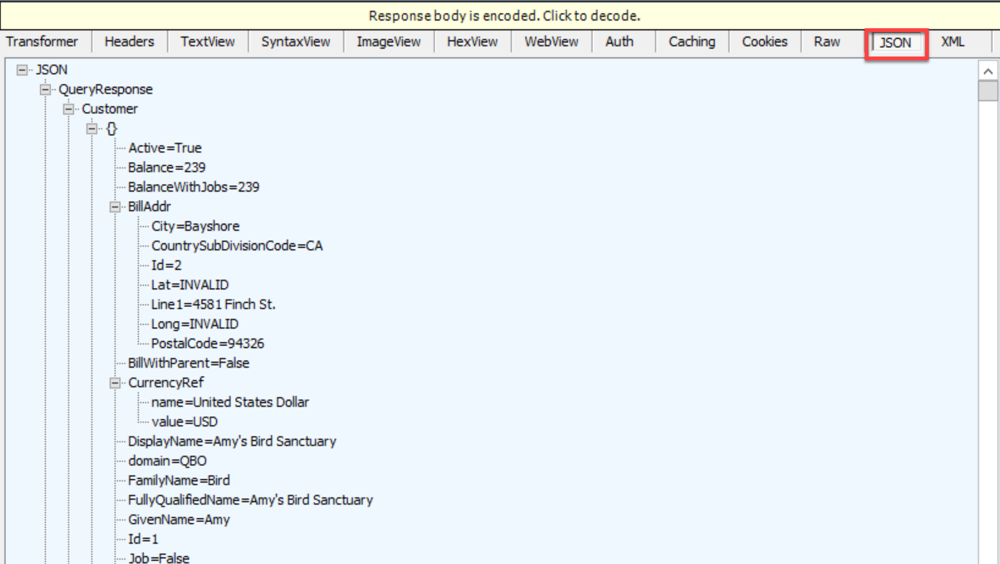 Response body is encoded. Click to decode.
Transformer Headers TextView SyntaxView ImageView HexView WebView Auth Caching Cookies Raw JSON XML
JSON
QueryResponse
Customer
{}
Active=True
Balance=239
BalanceWithJobs=239
BillAddr
City=Bayshore
CountrySubDivisionCode=CA
Id=2
Lat=INVALID
Line1=4581 Finch St.
Long=INVALID
PostalCode=94326
BillWithParent=False
CurrencyRef
name=United States Dollar
value=USD
DisplayName=Amy's Bird Sanctuary
domain=QBO
FamilyName=Bird
FullyQualifiedName=Amy's Bird Sanctuary
GivenName=Amy
Id=1
Job=False